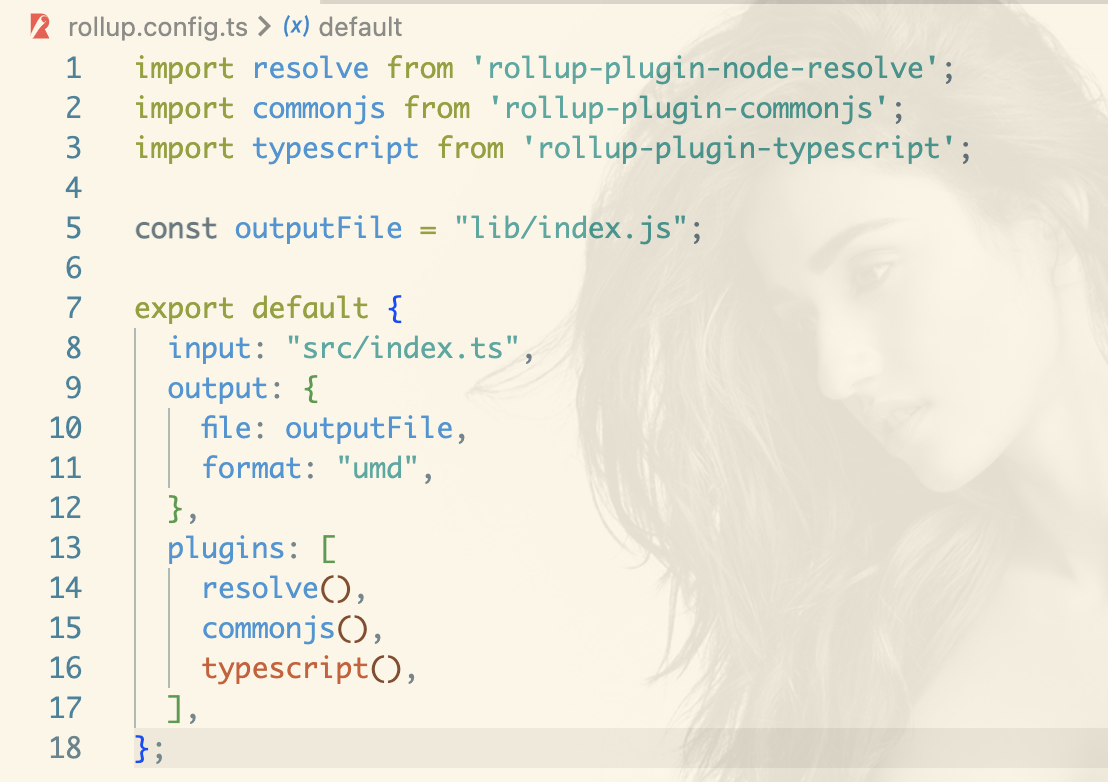 rollup.config.ts > (x) default
1 import resolve from 'rollup-plugin-node-resolve';
2 import commonjs from 'rollup-plugin-commonjs';
3 import typescript from 'rollup-plugin-typescript';
4
5 const outputFile = "lib/index.js";
6
7 export default {
8   input: "src/index.ts",
9   output: {
10     file: outputFile,
11     format: "umd",
12   },
13   plugins: [
14     resolve(),
15     commonjs(),
16     typescript(),
17   ],
18 };